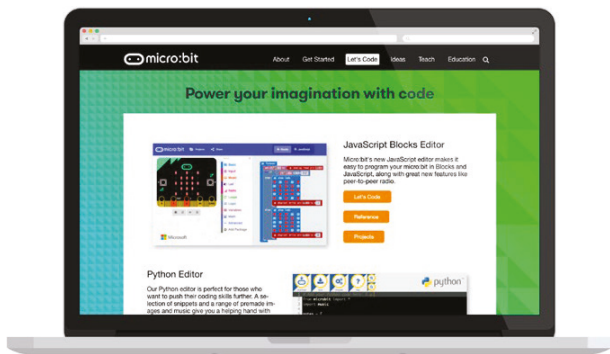 micro:bit
About Get Started Let's Code Ideas Teach Education
Power your imagination with code
JavaScript Blocks Editor
Micro:bit's new JavaScript editor makes it
easy to program your micro:bit in Blocks and
JavaScript, along with great new features like
peer-to-peer radio.
Let's Code
Reference
Projects
micro:bit
Microsoft
Python Editor
Our Python editor is perfect for those who
want to push their coding skills further. A se-
lection of snippets and a range of premade im-
ages and music give you a helping hand with
python